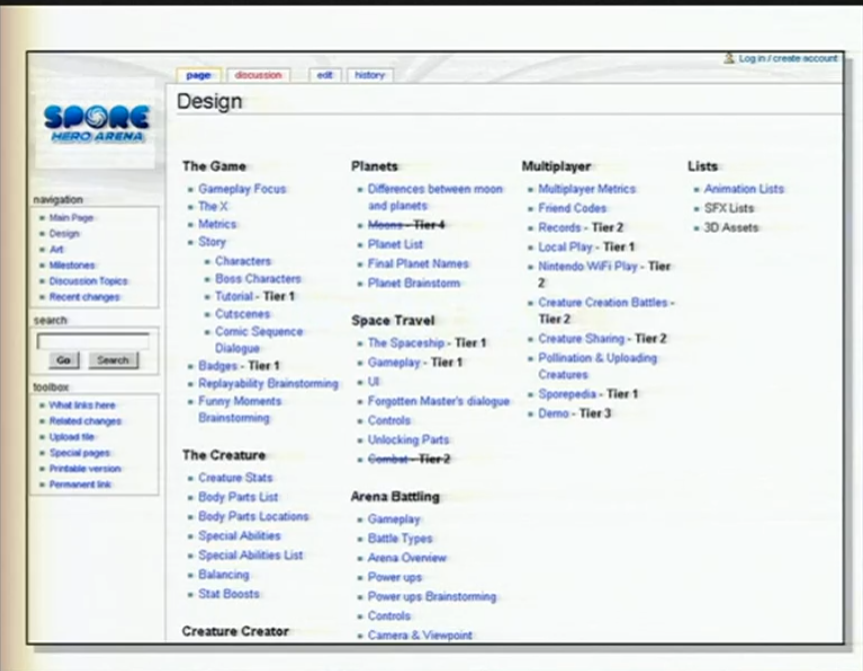 Log in / create account
page
discussion
edit
history
SPORE
HERO ARENA
Design
navigation
Main Page
Design
Art
Milestones
Discussion Topics
Recent changes
search
Go
Search
toolbox
What links here
Related changes
Upload file
Special pages
Printable version
Permanent link
The Game
Gameplay Focus
The X
Metrics
Story
Characters
Boss Characters
Tutorial - Tier 1
Cutscenes
Comic Sequence
Dialogue
Badges - Tier 1
Replayability Brainstorming
Funny Moments
Brainstorming
The Creature
Creature Stats
Body Parts List
Body Parts Locations
Special Abilities
Special Abilities List
Balancing
Stat Boosts
Creature Creator
Planets
Differences between moon
and planets
Moons - Tier 4
Planet List
Final Planet Names
Planet Brainstorm
Space Travel
The Spaceship - Tier 1
Gameplay - Tier 1
UI
Forgotten Master's dialogue
Controls
Unlocking Parts
Combat - Tier 2
Arena Battling
Gameplay
Battle Types
Arena Overview
Power ups
Power ups Brainstorming
Controls
Camera & Viewpoint
Multiplayer
Multiplayer Metrics
Friend Codes
Records - Tier 2
Local Play - Tier 1
Nintendo WiFi Play - Tier
2
Creature Creation Battles -
Tier 2
Creature Sharing - Tier 2
Pollination & Uploading
Creatures
Sporepedia - Tier 1
Demo - Tier 3
Lists
Animation Lists
SFX Lists
3D Assets